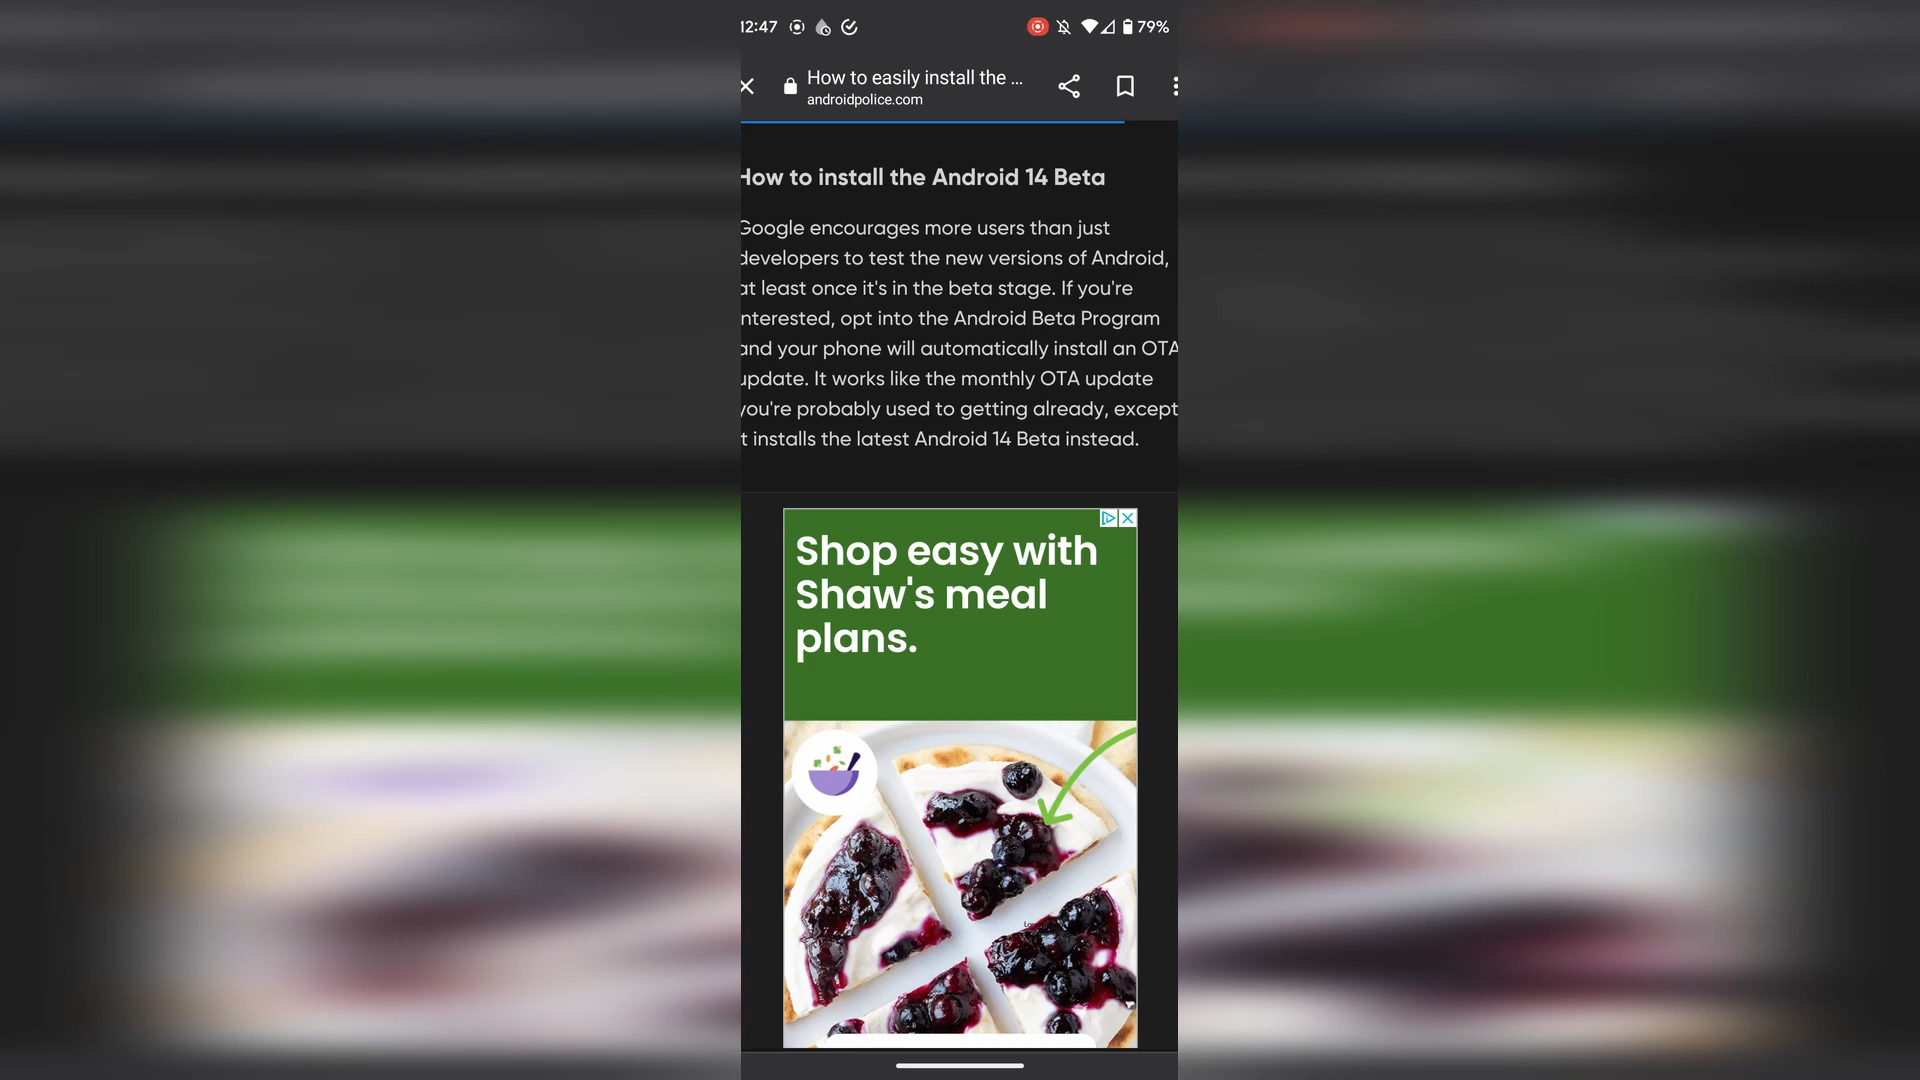 12:47
79%
How to easily install the ...
androidpolice.com
How to install the Android 14 Beta
Google encourages more users than just
developers to test the new versions of Android,
at least once it's in the beta stage. If you're
interested, opt into the Android Beta Program
and your phone will automatically install an OTA
update. It works like the monthly OTA update
you're probably used to getting already, except
it installs the latest Android 14 Beta instead.
Shop easy with
Shaw's meal
plans.